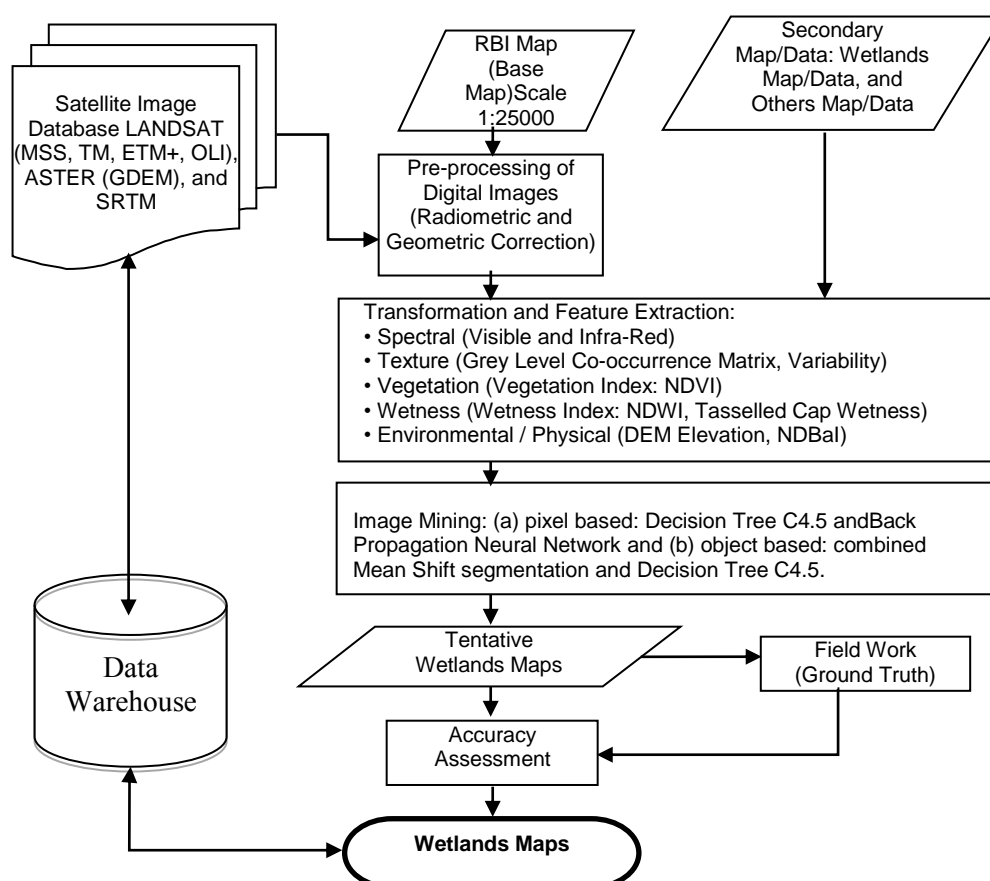 Satellite Image
Database LANDSAT
(MSS, TM, ETM+, OLI),
ASTER (GDEM), and
SRTM
RBI Map
(Base
Map)Scale
1:25000
Secondary
Map/Data: Wetlands
Map/Data, and
Others Map/Data
Pre-processing of
Digital Images
(Radiometric and
Geometric Correction)
Transformation and Feature Extraction:
• Spectral (Visible and Infra-Red)
• Texture (Grey Level Co-occurrence Matrix, Variability)
• Vegetation (Vegetation Index: NDVI)
• Wetness (Wetness Index: NDWI, Tasselled Cap Wetness)
• Environmental / Physical (DEM Elevation, NDBaI)
Image Mining: (a) pixel based: Decision Tree C4.5 andBack
Propagation Neural Network and (b) object based: combined
Mean Shift segmentation and Decision Tree C4.5.
Tentative
Wetlands Maps
Field Work
(Ground Truth)
Data
Warehouse
Accuracy
Assessment
Wetlands Maps